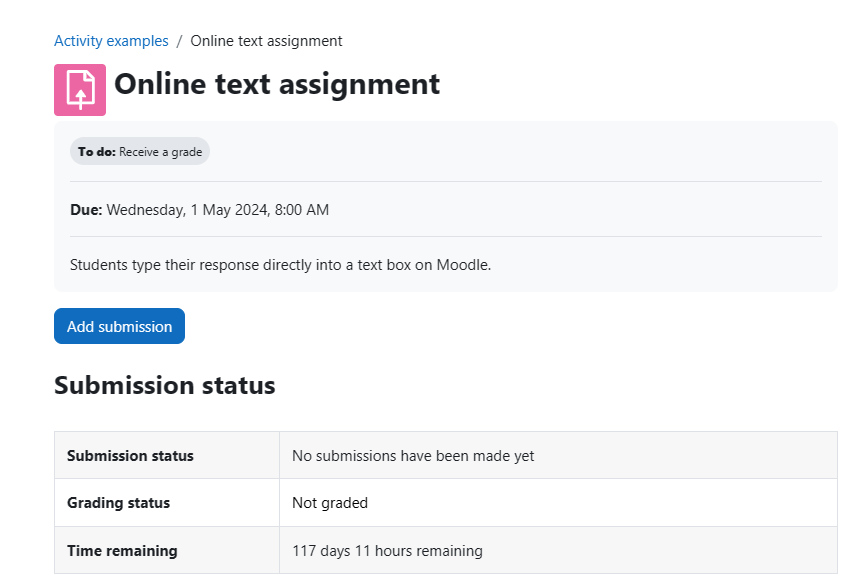 Activity examples / Online text assignment
Online text assignment
To do: Receive a grade
Due: Wednesday, 1 May 2024, 8:00 AM
Students type their response directly into a text box on Moodle.
Add submission
Submission status
Submission status No submissions have been made yet
Grading status Not graded
Time remaining 117 days 11 hours remaining